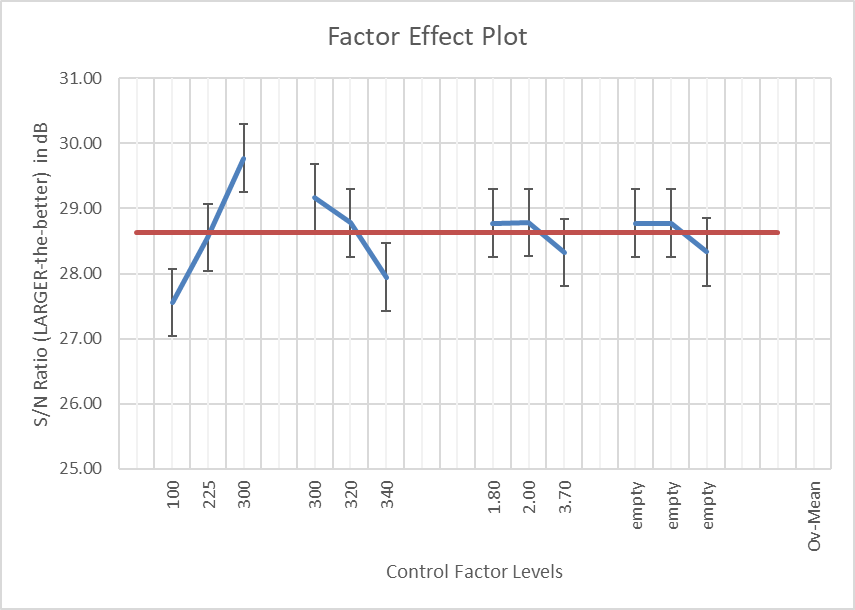 Factor Effect Plot
S/N Ratio (LARGER-the-better)  in dB
31.00
30.00
29.00
28.00
27.00
26.00
25.00
100
225
300
300
320
340
1.80
2.00
3.70
empty
empty
empty
Ov-Mean
Control Factor Levels